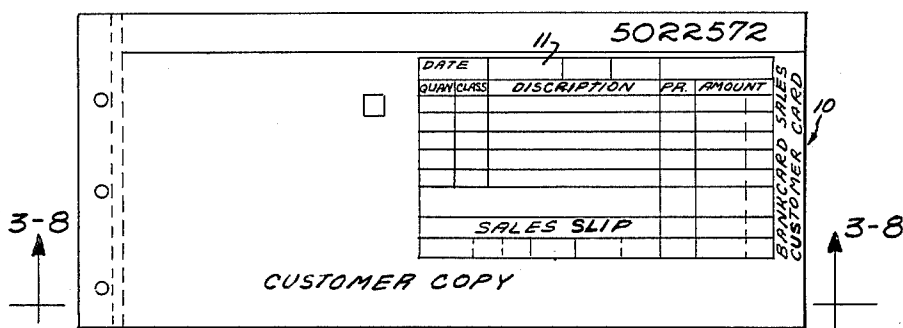 5022572
11
DATE
QUAN CLASS DISCRIPTION P.R. AMOUNT
BANKCARD SALES
CUSTOMER CARD
10
SALES SLIP
CUSTOMER COPY
3-8
3-8